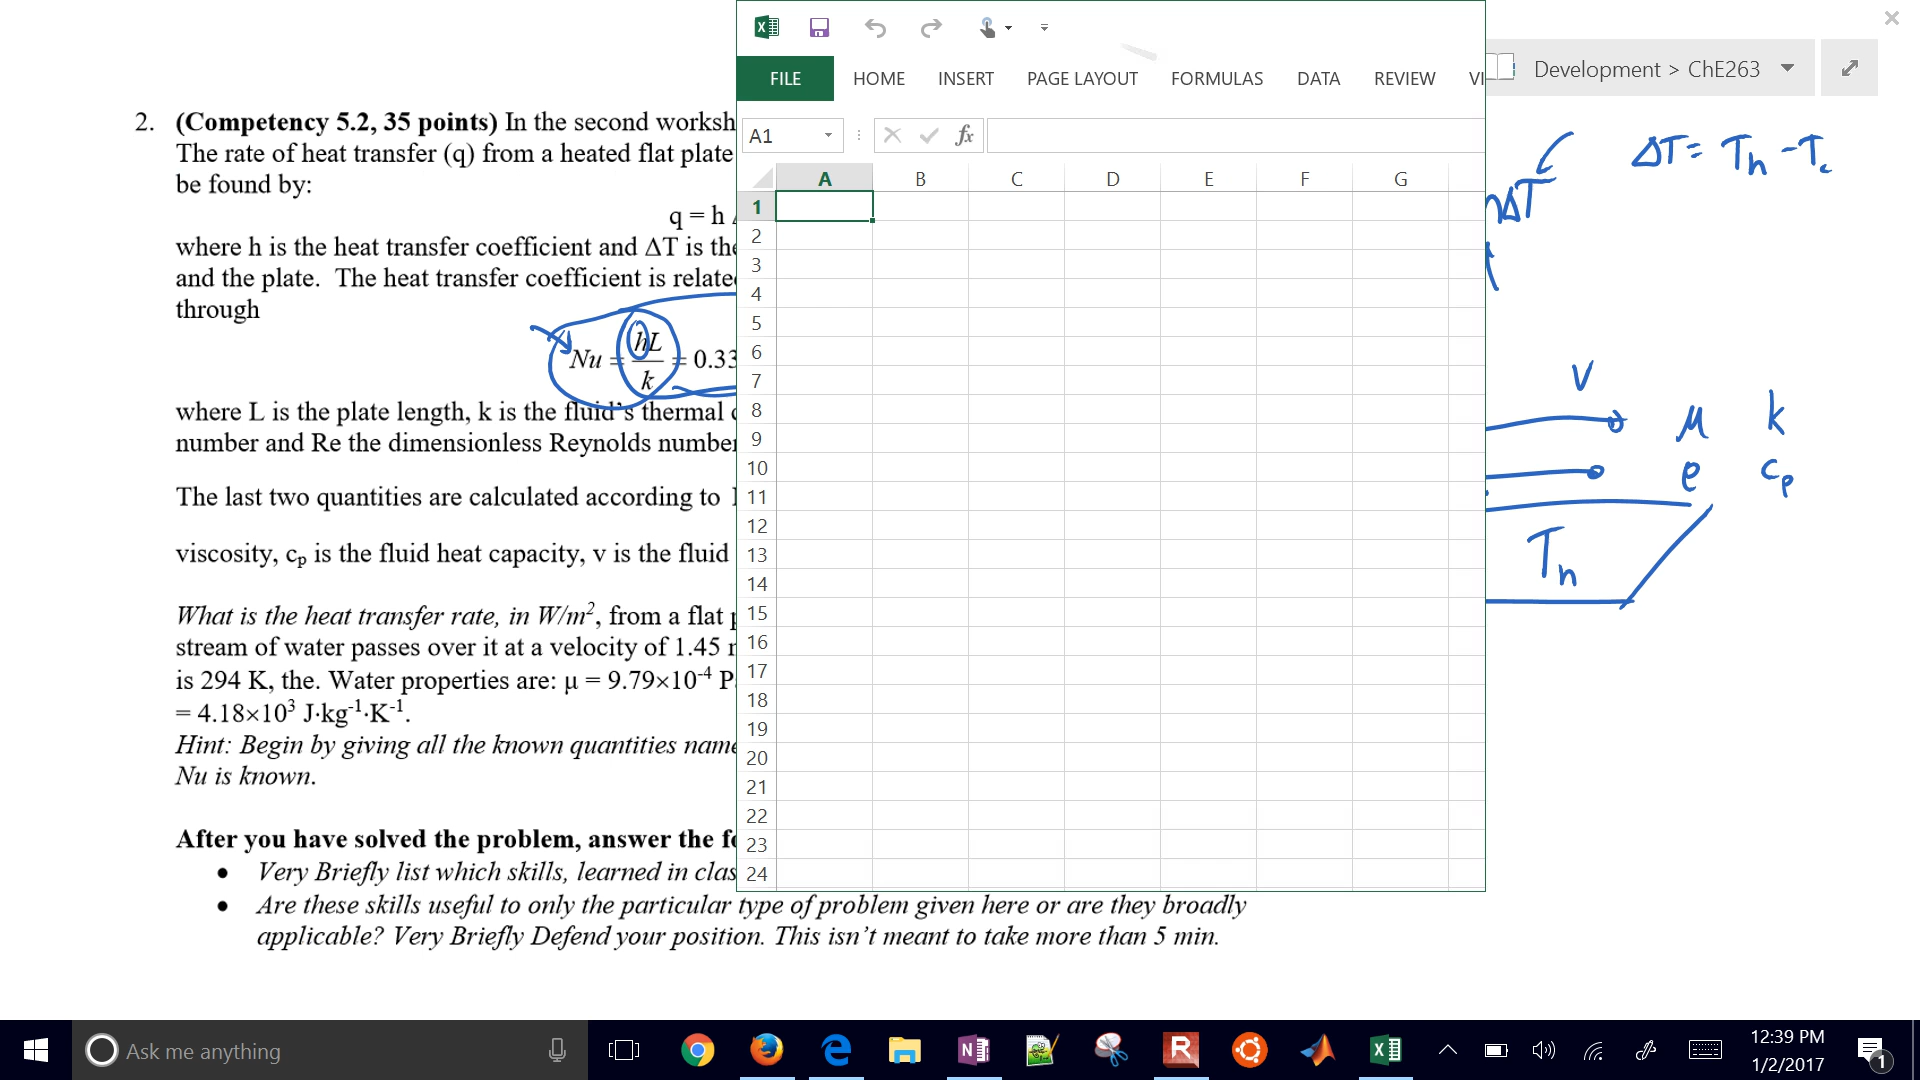 FILE HOME INSERT PAGE LAYOUT FORMULAS DATA REVIEW
Development > ChE263
A1 fx
A B C D E F G
1
2
3
4
5
6
7
8
9
10
11
12
13
14
15
16
17
18
19
20
21
22
23
24
2. (Competency 5.2, 35 points) In the second worksh
The rate of heat transfer (q) from a heated flat plate
be found by:
q = h
where h is the heat transfer coefficient and ΔT is the
and the plate. The heat transfer coefficient is relate
through
Nu = hL/k = 0.33
where L is the plate length, k is the fluid's thermal
number and Re the dimensionless Reynolds number
The last two quantities are calculated according to
viscosity, cp is the fluid heat capacity, v is the fluid
What is the heat transfer rate, in W/m², from a flat
stream of water passes over it at a velocity of 1.45
is 294 K, the. Water properties are: μ = 9.79×10⁻⁴ P
= 4.18×10³ J·kg⁻¹·K⁻¹.
Hint: Begin by giving all the known quantities name
Nu is known.
After you have solved the problem, answer the fo
• Very Briefly list which skills, learned in clas
• Are these skills useful to only the particular type of problem given here or are they broadly
applicable? Very Briefly Defend your position. This isn't meant to take more than 5 min.
ΔT = Th - Tc
ΔT
v
μ k
ρ cp
Th
Ask me anything
12:39 PM
1/2/2017
1